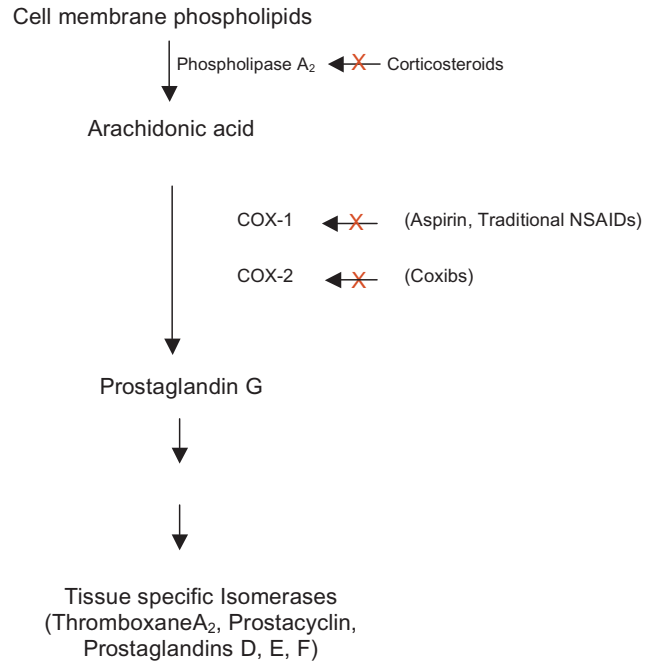 Cell membrane phospholipids
Phospholipase A₂ X Corticosteroids
Arachidonic acid
COX-1 X (Aspirin, Traditional NSAIDs)
COX-2 X (Coxibs)
Prostaglandin G
Tissue specific Isomerases
(ThromboxaneA₂, Prostacyclin,
Prostaglandins D, E, F)